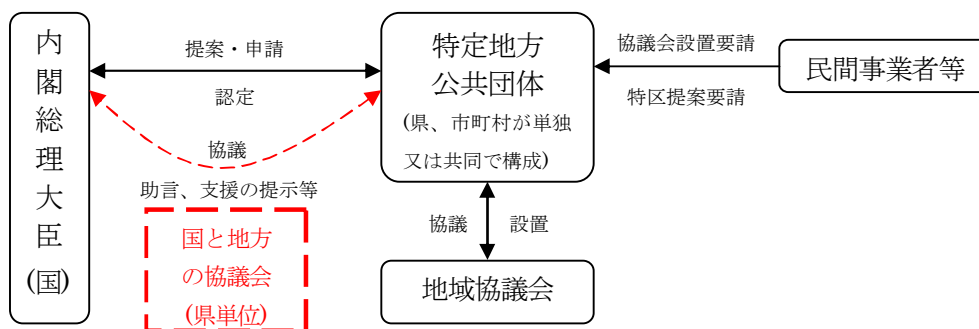 内
閣
総
理
大
臣
(国)
提案・申請
認定
協議
助言、支援の提示等
国と地方
の協議会
(県単位)
特定地方
公共団体
(県、市町村が単独
又は共同で構成)
協議
設置
地域協議会
協議会設置要請
特区提案要請
民間事業者等